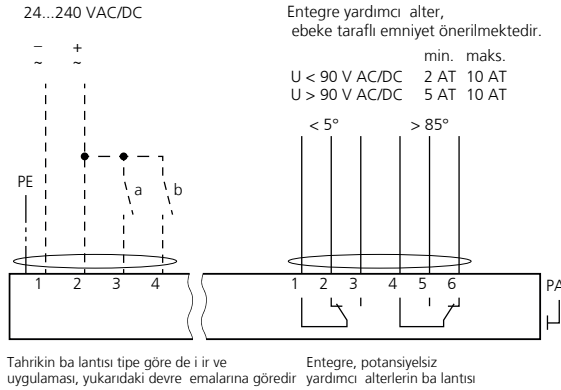 24...240 VAC/DC
Entegre yardımcı alter,
ebeke taraflı emniyet önerilmektedir.
min. maks.
U < 90 V AC/DC 2 AT 10 AT
U > 90 V AC/DC 5 AT 10 AT
− +
~ ~
< 5° > 85°
PE
a b
1 2 3 4
1 2 3 4 5 6
PA
Tahrikin ba lantısı tipe göre de i ir ve
uygulaması, yukarıdaki devre emalarına göredir
Entegre, potansiyelsiz
yardımcı alterlerin ba lantısı